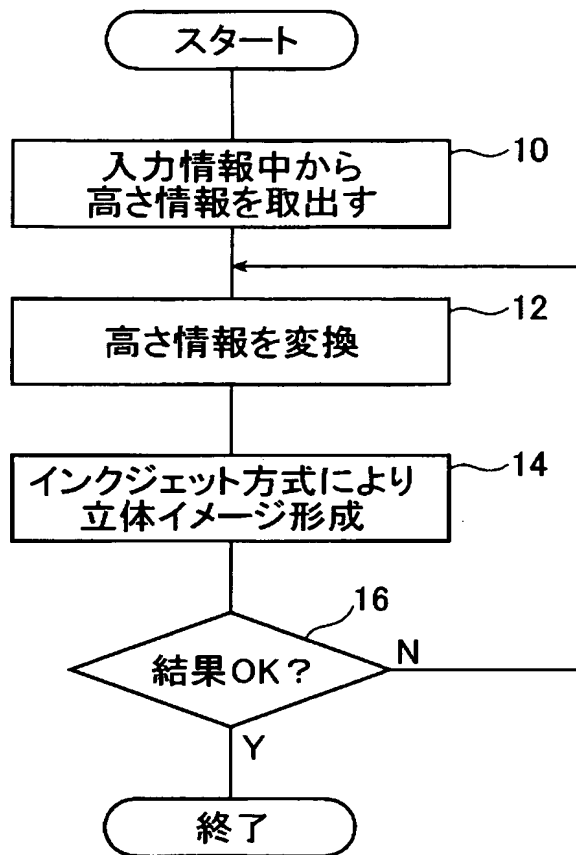 スタート
10
入力情報中から
高さ情報を取出す
12
高さ情報を変換
14
インクジェット方式により
立体イメージ形成
16
結果OK？
N
Y
終了